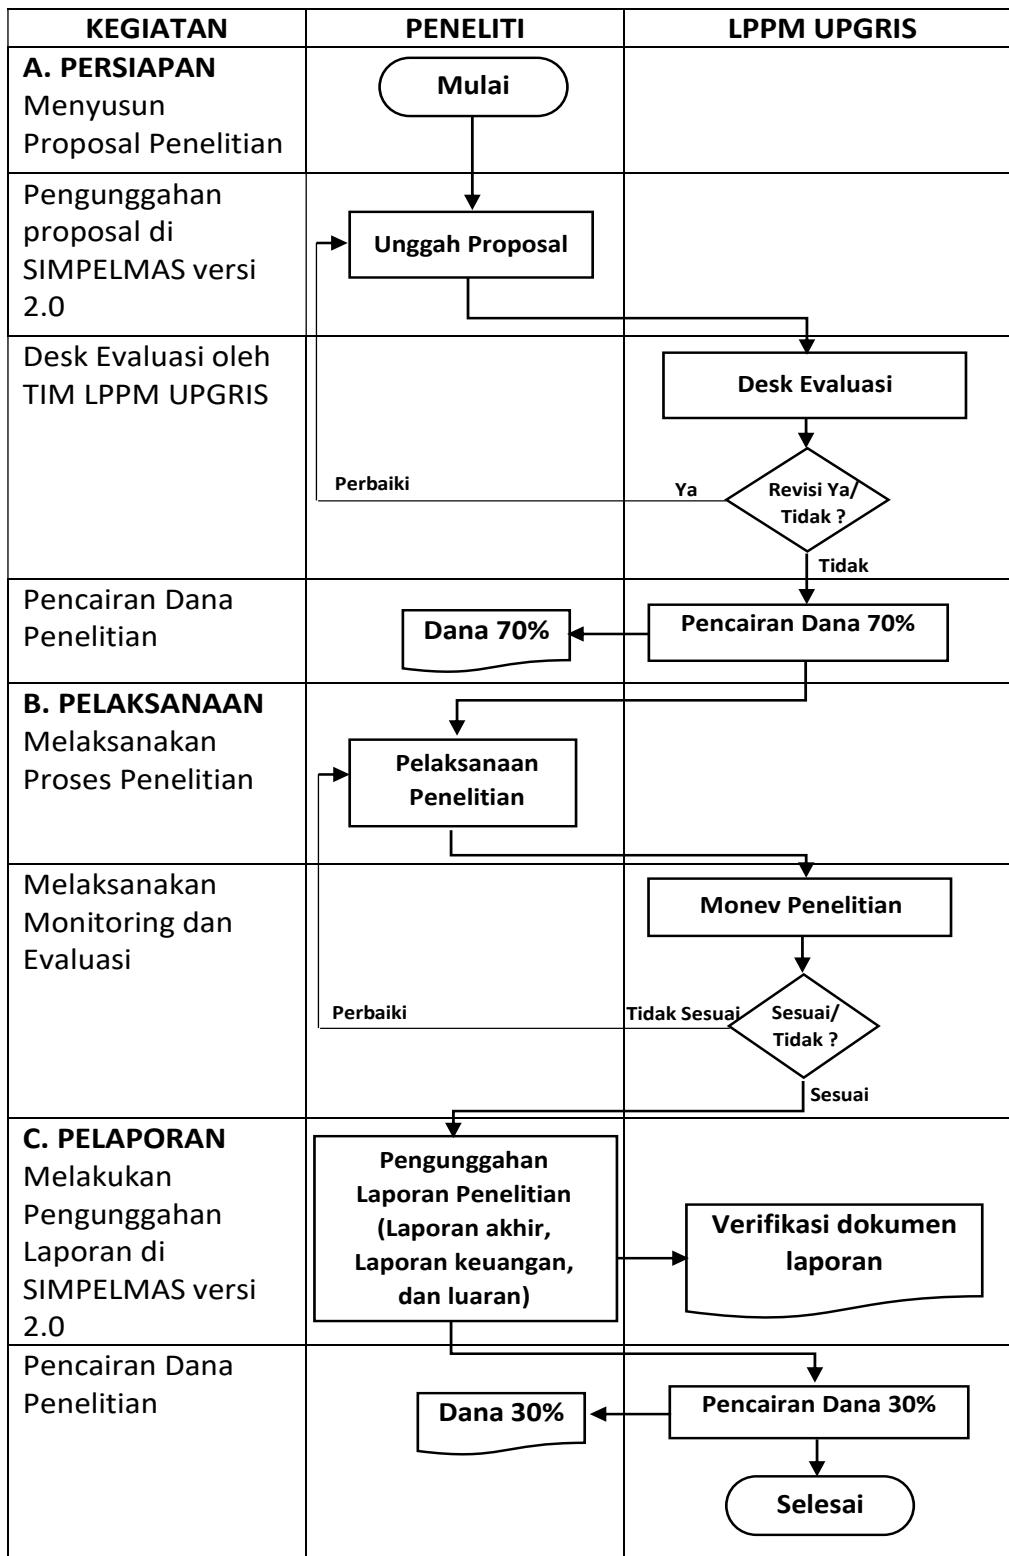 KEGIATAN
PENELITI
LPPM UPGRIS
A. PERSIAPAN
Menyusun
Proposal Penelitian
Mulai
Pengunggahan
proposal di
SIMPELMAS versi
2.0
Unggah Proposal
Desk Evaluasi oleh
TIM LPPM UPGRIS
Desk Evaluasi
Perbaiki
Ya
Revisi Ya/
Tidak ?
Tidak
Pencairan Dana
Penelitian
Dana 70%
Pencairan Dana 70%
B. PELAKSANAAN
Melaksanakan
Proses Penelitian
Pelaksanaan
Penelitian
Melaksanakan
Monitoring dan
Evaluasi
Monev Penelitian
Perbaiki
Tidak Sesuai
Sesuai/
Tidak ?
Sesuai
C. PELAPORAN
Melakukan
Pengunggahan
Laporan di
SIMPELMAS versi
2.0
Pengunggahan
Laporan Penelitian
(Laporan akhir,
Laporan keuangan,
dan luaran)
Verifikasi dokumen
laporan
Pencairan Dana
Penelitian
Dana 30%
Pencairan Dana 30%
Selesai